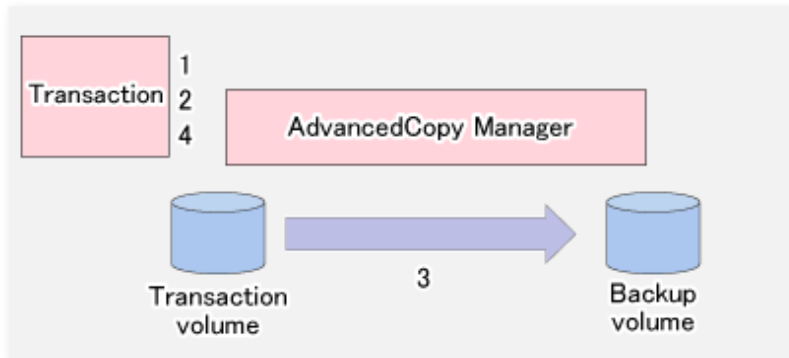 1
Transaction 2
4
AdvancedCopy Manager
3
Transaction
volume
Backup
volume